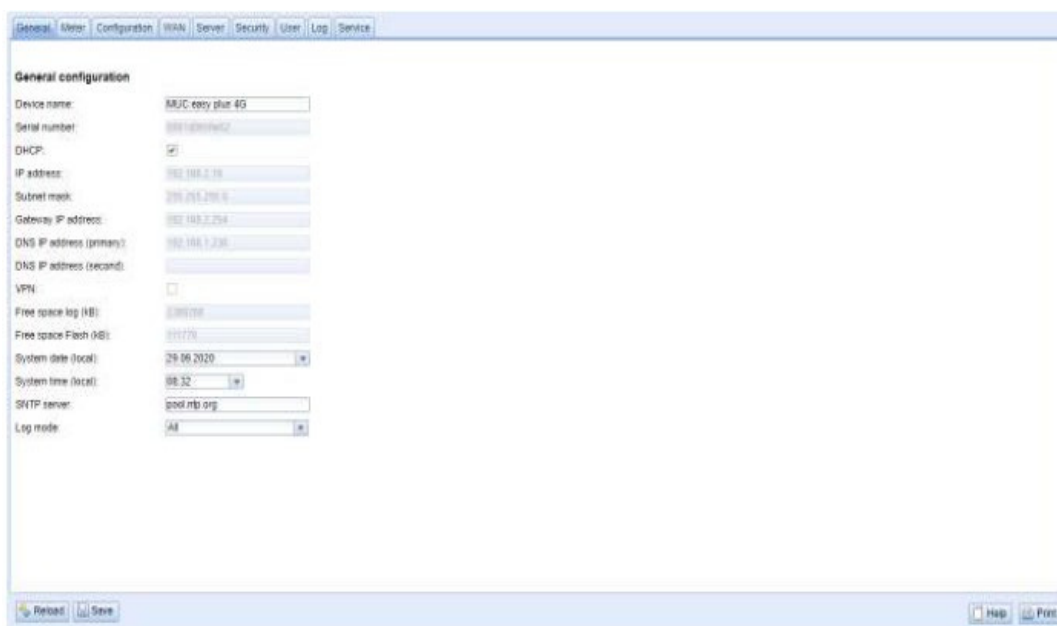 General Meter Configuration WAN Server Security User Log Service
General configuration
Device name: MUC easy plus 4G
Serial number:
DHCP:
IP address:
Subnet mask:
Gateway IP address:
DNS IP address (primary):
DNS IP address (second):
VPN:
Free space log (kB):
Free space Flash (kB):
System date (local): 29.09.2020
System time (local): 08:32
SNTP server: pool.ntp.org
Log mode: All
Reload Save Help Print